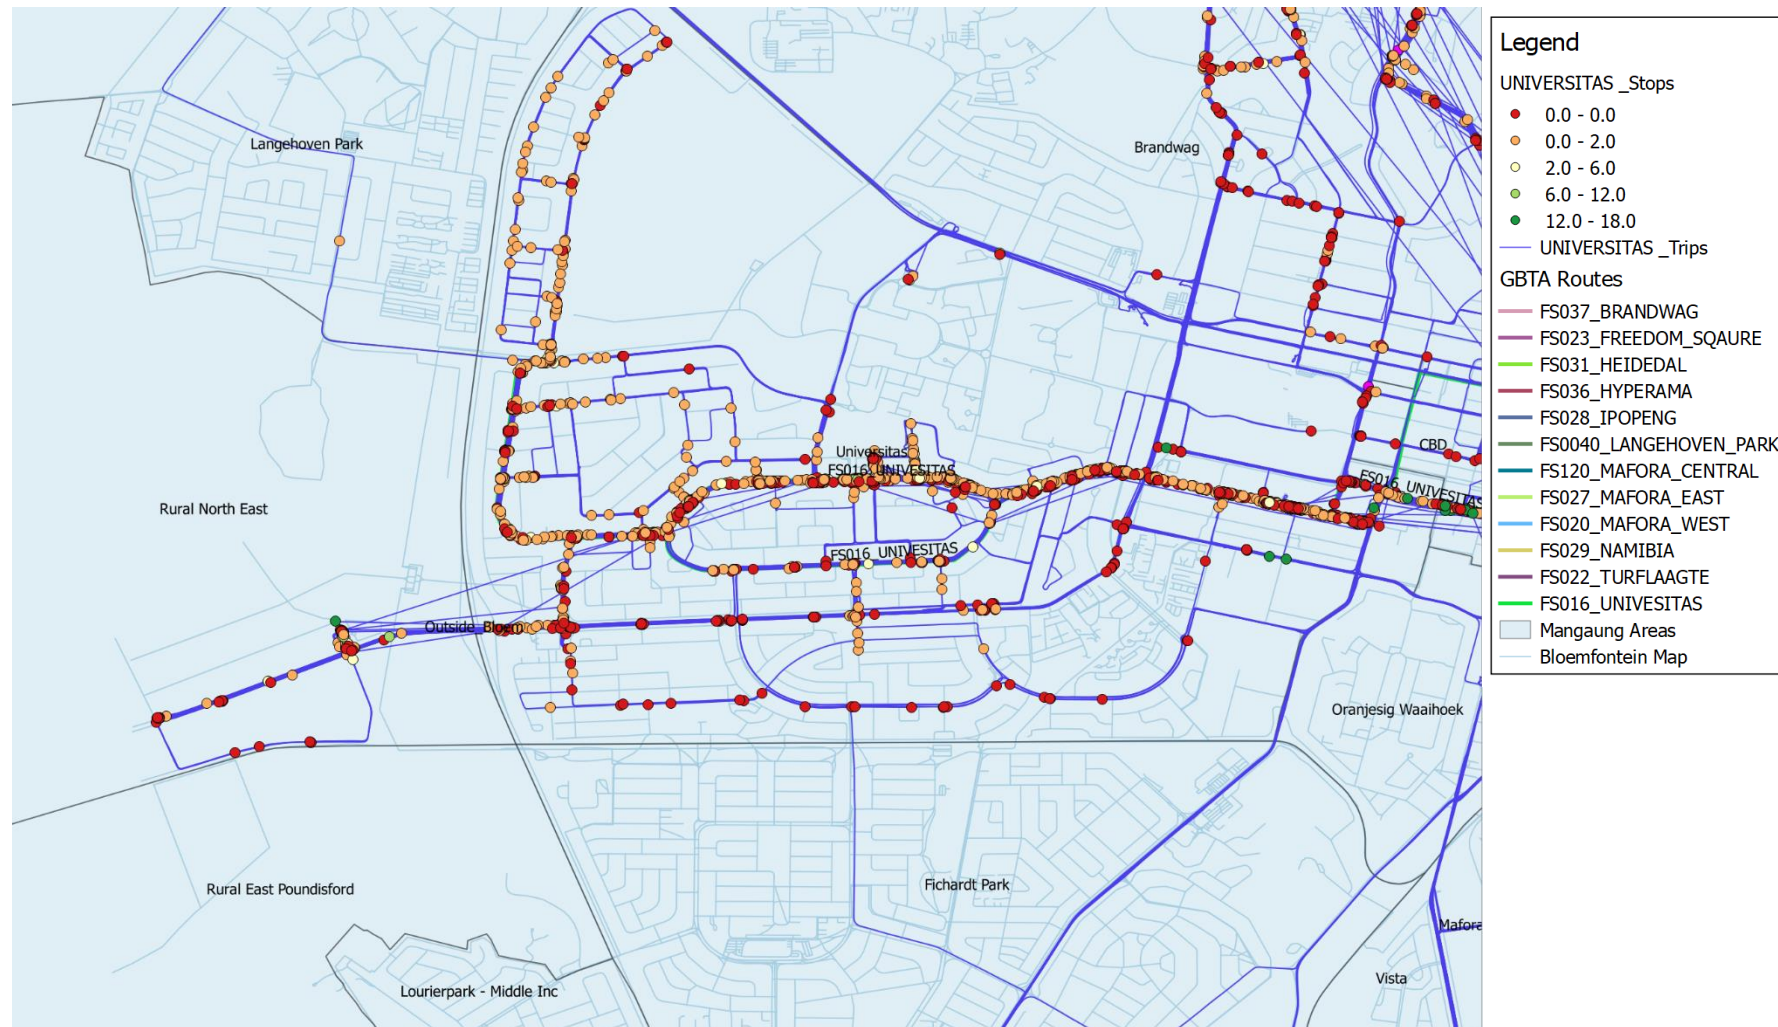 Langehoven Park
Brandwag
Universitas
FS016_UNIVESITAS
CBD
FS016_UNIVESITAS
Rural North East
FS016_UNIVESITAS
Outside_Bloem
Oranjesig Waaihoek
Rural East Poundisford
Fichardt Park
Mafora
Vista
Lourierpark - Middle Inc
Legend
UNIVERSITAS _Stops
0.0 - 0.0
0.0 - 2.0
2.0 - 6.0
6.0 - 12.0
12.0 - 18.0
UNIVERSITAS _Trips
GBTA Routes
FS037_BRANDWAG
FS023_FREEDOM_SQAURE
FS031_HEIDEDAL
FS036_HYPERAMA
FS028_IPOPENG
FS0040_LANGEHOVEN_PARK
FS120_MAFORA_CENTRAL
FS027_MAFORA_EAST
FS020_MAFORA_WEST
FS029_NAMIBIA
FS022_TURFLAAGTE
FS016_UNIVESITAS
Mangaung Areas
Bloemfontein Map